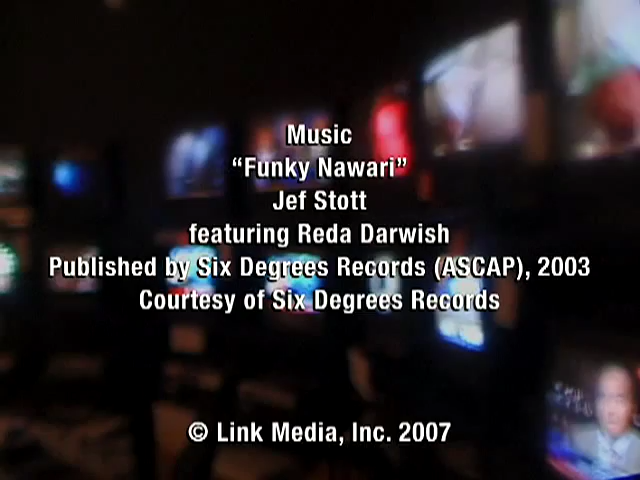 Music
“Funky Nawari”
Jef Stott
featuring Reda Darwish
Published by Six Degrees Records (ASCAP), 2003
Courtesy of Six Degrees Records
© Link Media, Inc. 2007